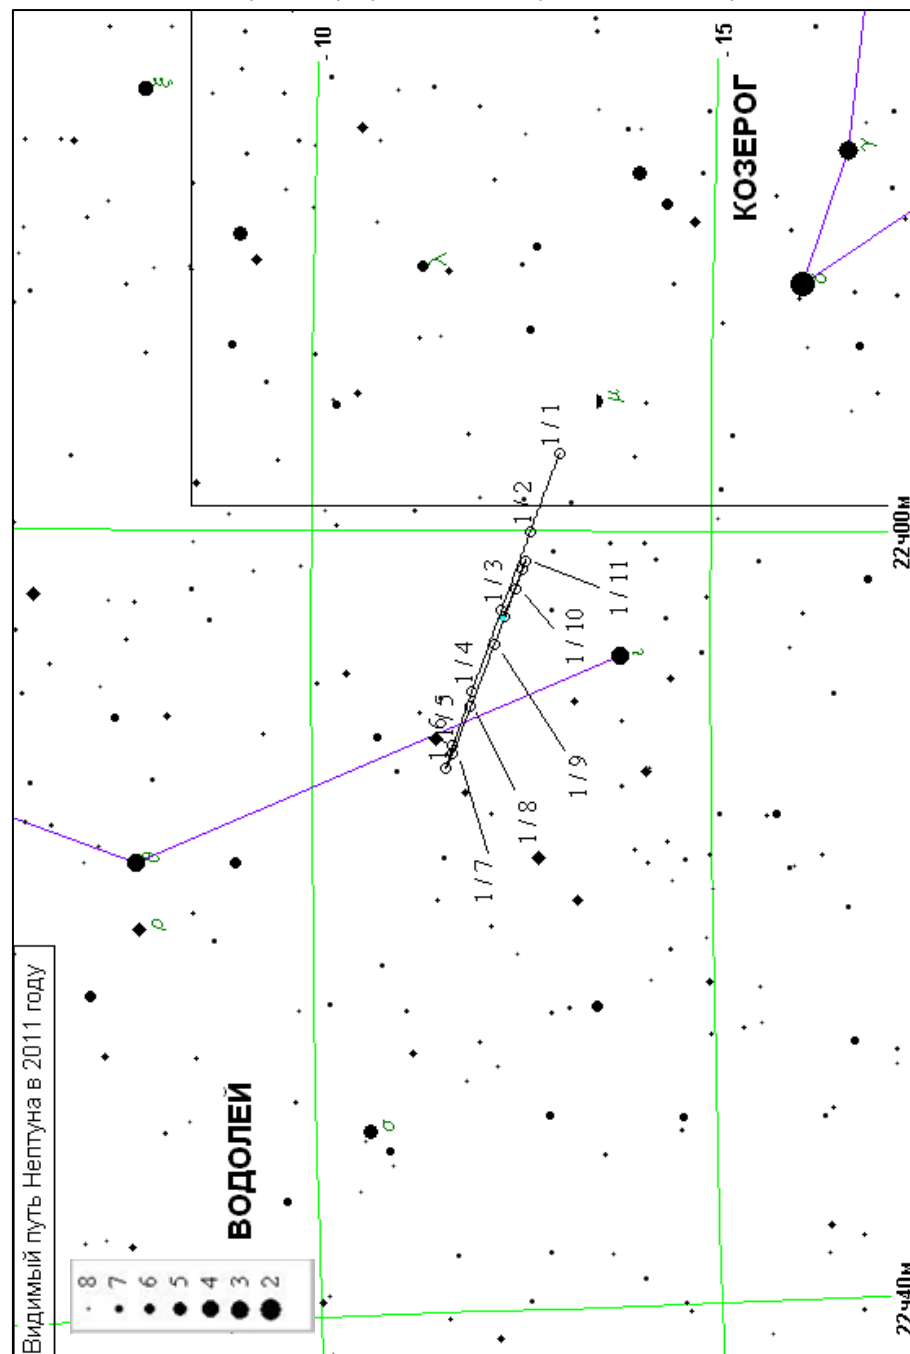 Видимый путь Нептуна в 2011 году
8
7
6
5
4
3
2
ВОДОЛЕЙ
КОЗЕРОГ
- 10
- 15
22ч00м
22ч40м
1 / 1
1 / 2
1 / 3
1 / 4
1 / 5
1 / 6
1 / 7
1 / 8
1 / 9
1 / 10
1 / 11
ξ
λ
μ
γ
δ
ι
θ
ρ
σ